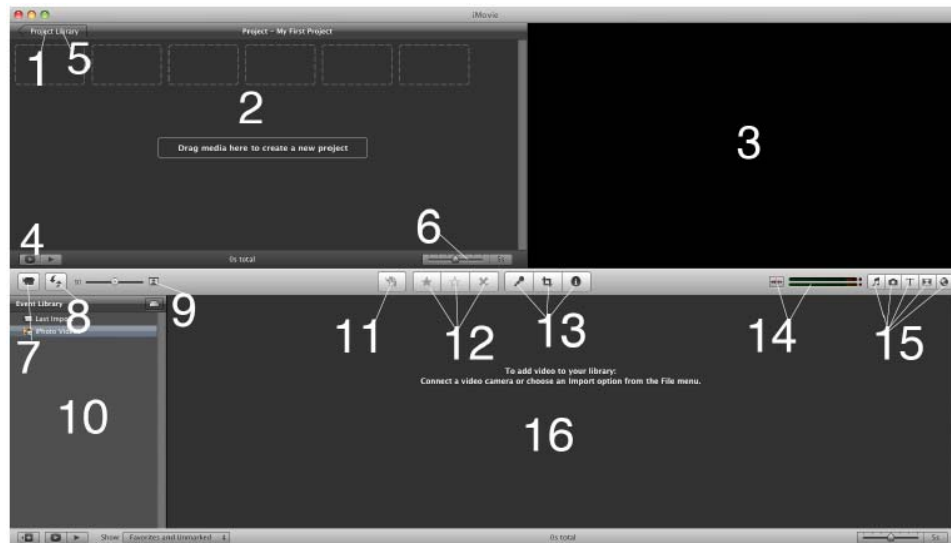 iMovie
Project Library
Project - My First Project
1
5
2
3
Drag media here to create a new project
4
6
0s total
5s
7
8
9
11
12
13
14
15
Event Library
Last Import
iPhoto Videos
To add video to your library:
Connect a video camera or choose an Import option from the File menu.
10
16
Show Favorites and Unmarked
0s total
5s